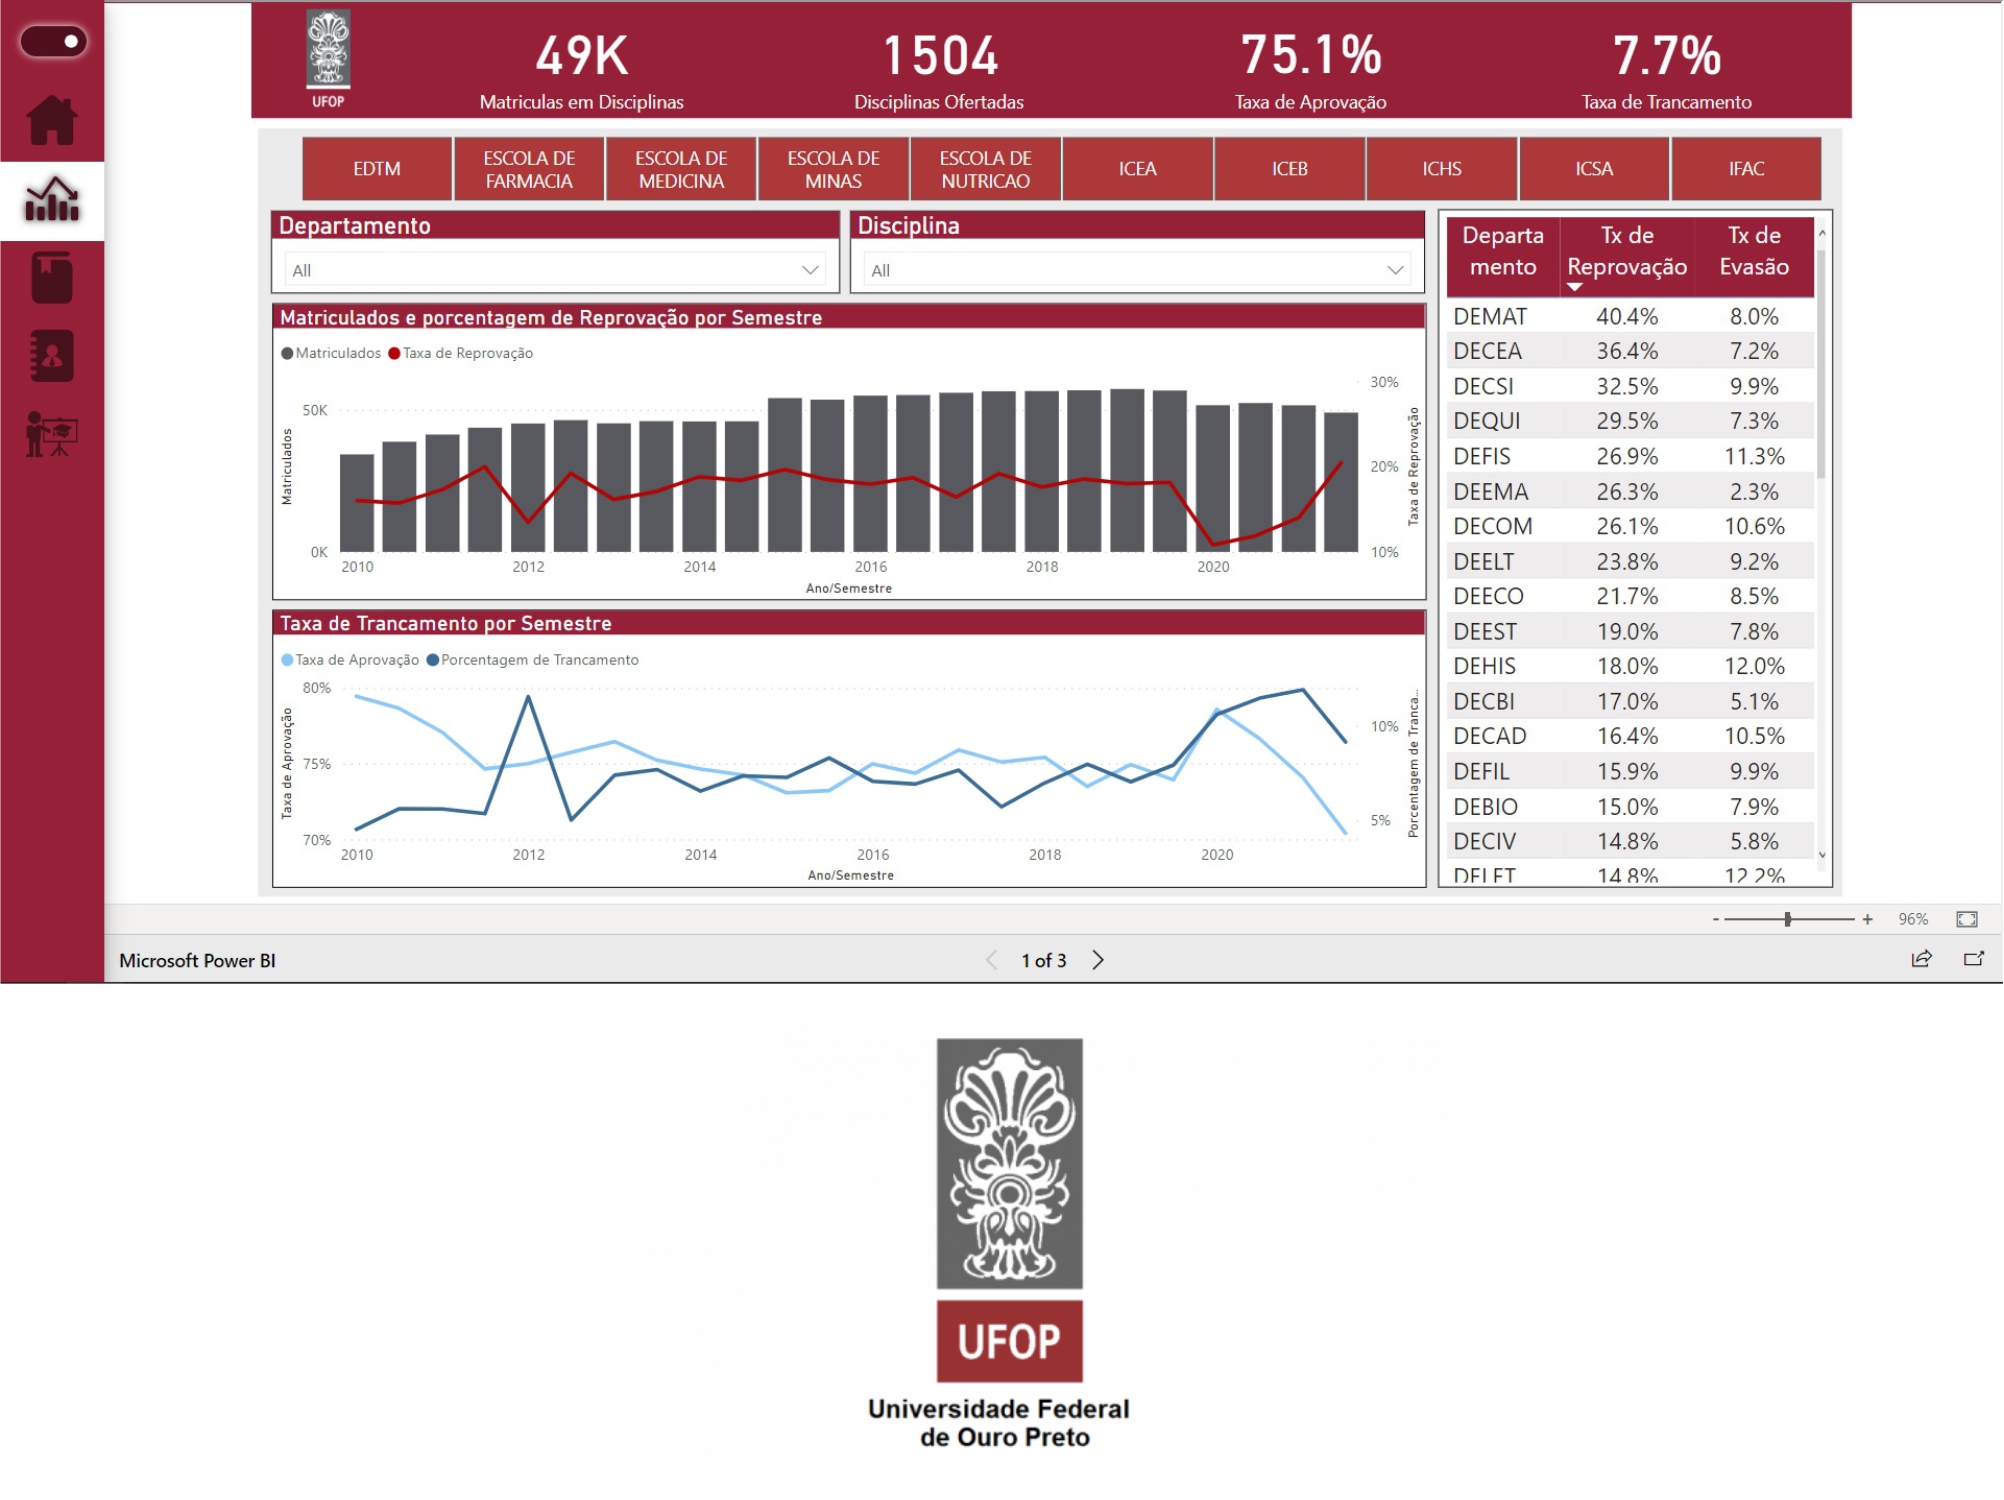 49K
Matriculas em Disciplinas
1504
Disciplinas Ofertadas
75.1%
Taxa de Aprovação
7.7%
Taxa de Trancamento
UFOP
EDTM
ESCOLA DE
FARMACIA
ESCOLA DE
MEDICINA
ESCOLA DE
MINAS
ESCOLA DE
NUTRICAO
ICEA
ICEB
ICHS
ICSA
IFAC
Departamento
All
Disciplina
All
Matriculados e porcentagem de Reprovação por Semestre
Matriculados
Taxa de Reprovação
Matriculados
50K
0K
30%
20%
10%
Taxa de Reprovação
2010 2012 2014 2016 2018 2020
Ano/Semestre
Taxa de Trancamento por Semestre
Taxa de Aprovação
Porcentagem de Trancamento
Taxa de Aprovação
80%
75%
70%
10%
5%
Porcentagem de Tranca...
2010 2012 2014 2016 2018 2020
Ano/Semestre
Departa
mento
Tx de
Reprovação
Tx de
Evasão
DEMAT 40.4% 8.0%
DECEA 36.4% 7.2%
DECSI 32.5% 9.9%
DEQUI 29.5% 7.3%
DEFIS 26.9% 11.3%
DEEMA 26.3% 2.3%
DECOM 26.1% 10.6%
DEELT 23.8% 9.2%
DEECO 21.7% 8.5%
DEEST 19.0% 7.8%
DEHIS 18.0% 12.0%
DECBI 17.0% 5.1%
DECAD 16.4% 10.5%
DEFIL 15.9% 9.9%
DEBIO 15.0% 7.9%
DECIV 14.8% 5.8%
DELET 14.8% 12.2%
- + 96%
Microsoft Power BI
1 of 3
UFOP
Universidade Federal
de Ouro Preto